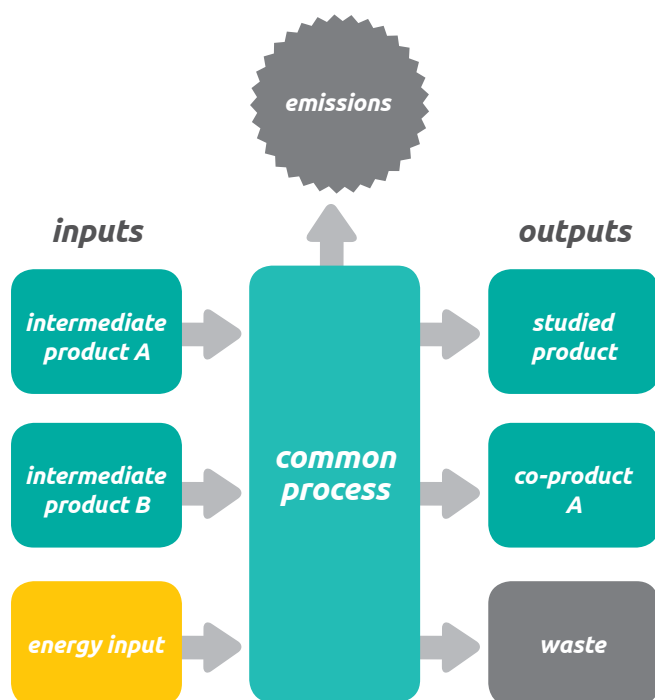 emissions
inputs
outputs
intermediate
product A
studied
product
intermediate
product B
common
process
co-product
A
energy input
waste